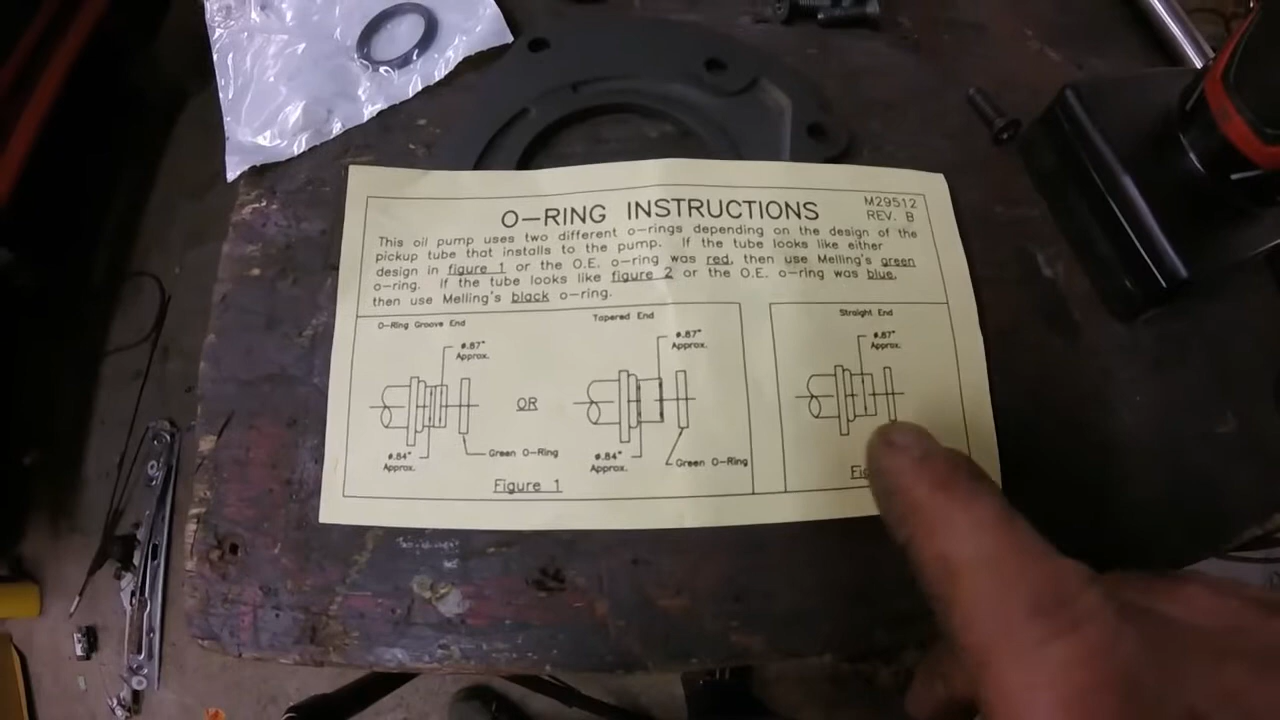 O-RING INSTRUCTIONS
M29512
REV. B
This oil pump uses two different o-rings depending on the design of the
pickup tube that installs to the pump. If the tube looks like either
design in figure 1 or the O.E. o-ring was red, then use Melling's green
o-ring. If the tube looks like figure 2 or the O.E. o-ring was blue,
then use Melling's black o-ring.
O-Ring Groove End
Tapered End
Straight End
ø.87"
Approx.
ø.87"
Approx.
ø.87"
Approx.
OR
ø.84"
Approx.
Green O-Ring
ø.84"
Approx.
Green O-Ring
Figure 1